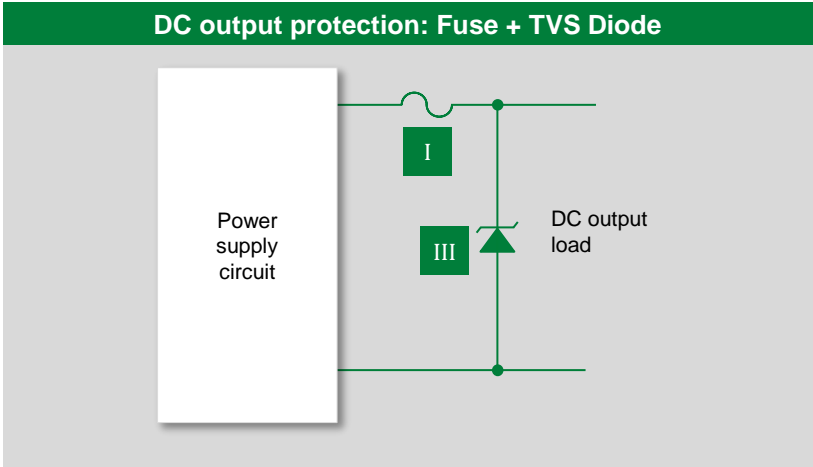 DC output protection: Fuse + TVS Diode
I
Power
supply
circuit
III
DC output
load